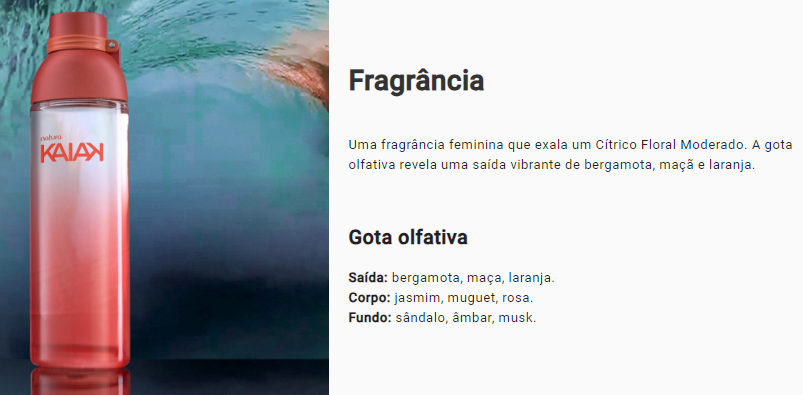 KAIAK
Fragrância
Uma fragrância feminina que exala um Cítrico Floral Moderado. A gota
olfativa revela uma saída vibrante de bergamota, maçã e laranja.
Gota olfativa
Saída: bergamota, maça, laranja.
Corpo: jasmim, muguet, rosa.
Fundo: sândalo, âmbar, musk.